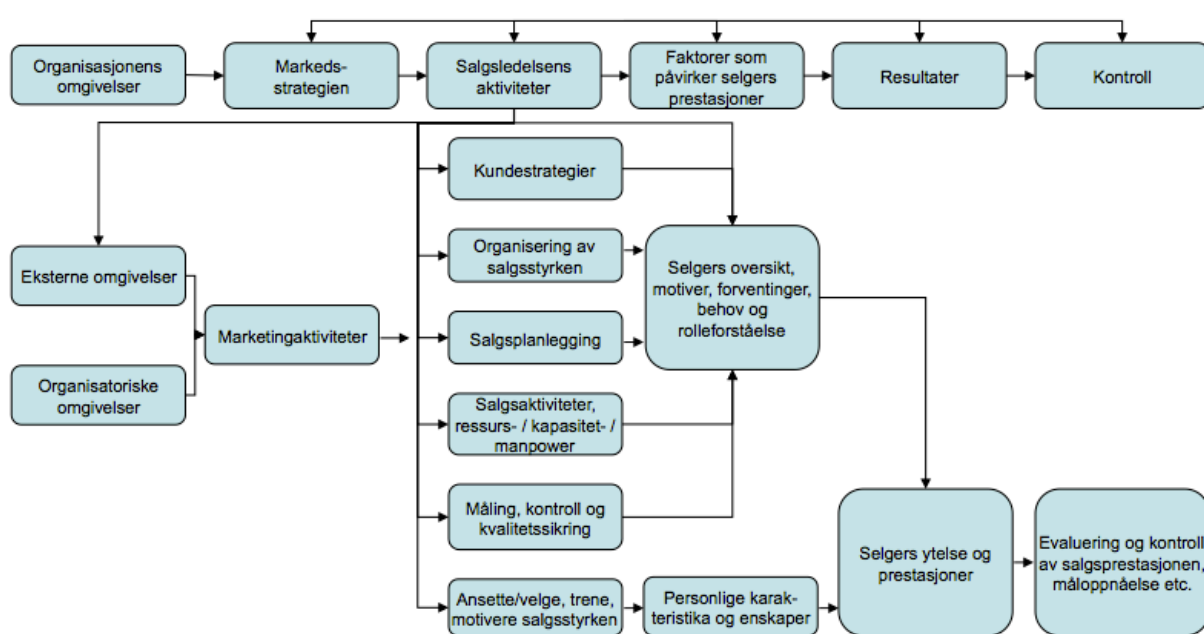 Organisasjonens
omgivelser
Markeds-
strategien
Salgsledelsens
aktiviteter
Faktorer som
påvirker selgers
prestasjoner
Resultater
Kontroll
Kundestrategier
Eksterne omgivelser
Organisatoriske
omgivelser
Marketingaktiviteter
Organisering av
salgsstyrken
Salgsplanlegging
Salgsaktiviteter,
ressurs- / kapasitet- /
manpower
Måling, kontroll og
kvalitetssikring
Ansette/velge, trene,
motivere salgsstyrken
Selgers oversikt,
motiver, forventinger,
behov og
rolleforståelse
Personlige karak-
teristika og enskaper
Selgers ytelse og
prestasjoner
Evaluering og kontroll
av salgsprestasjonen,
måloppnåelse etc.